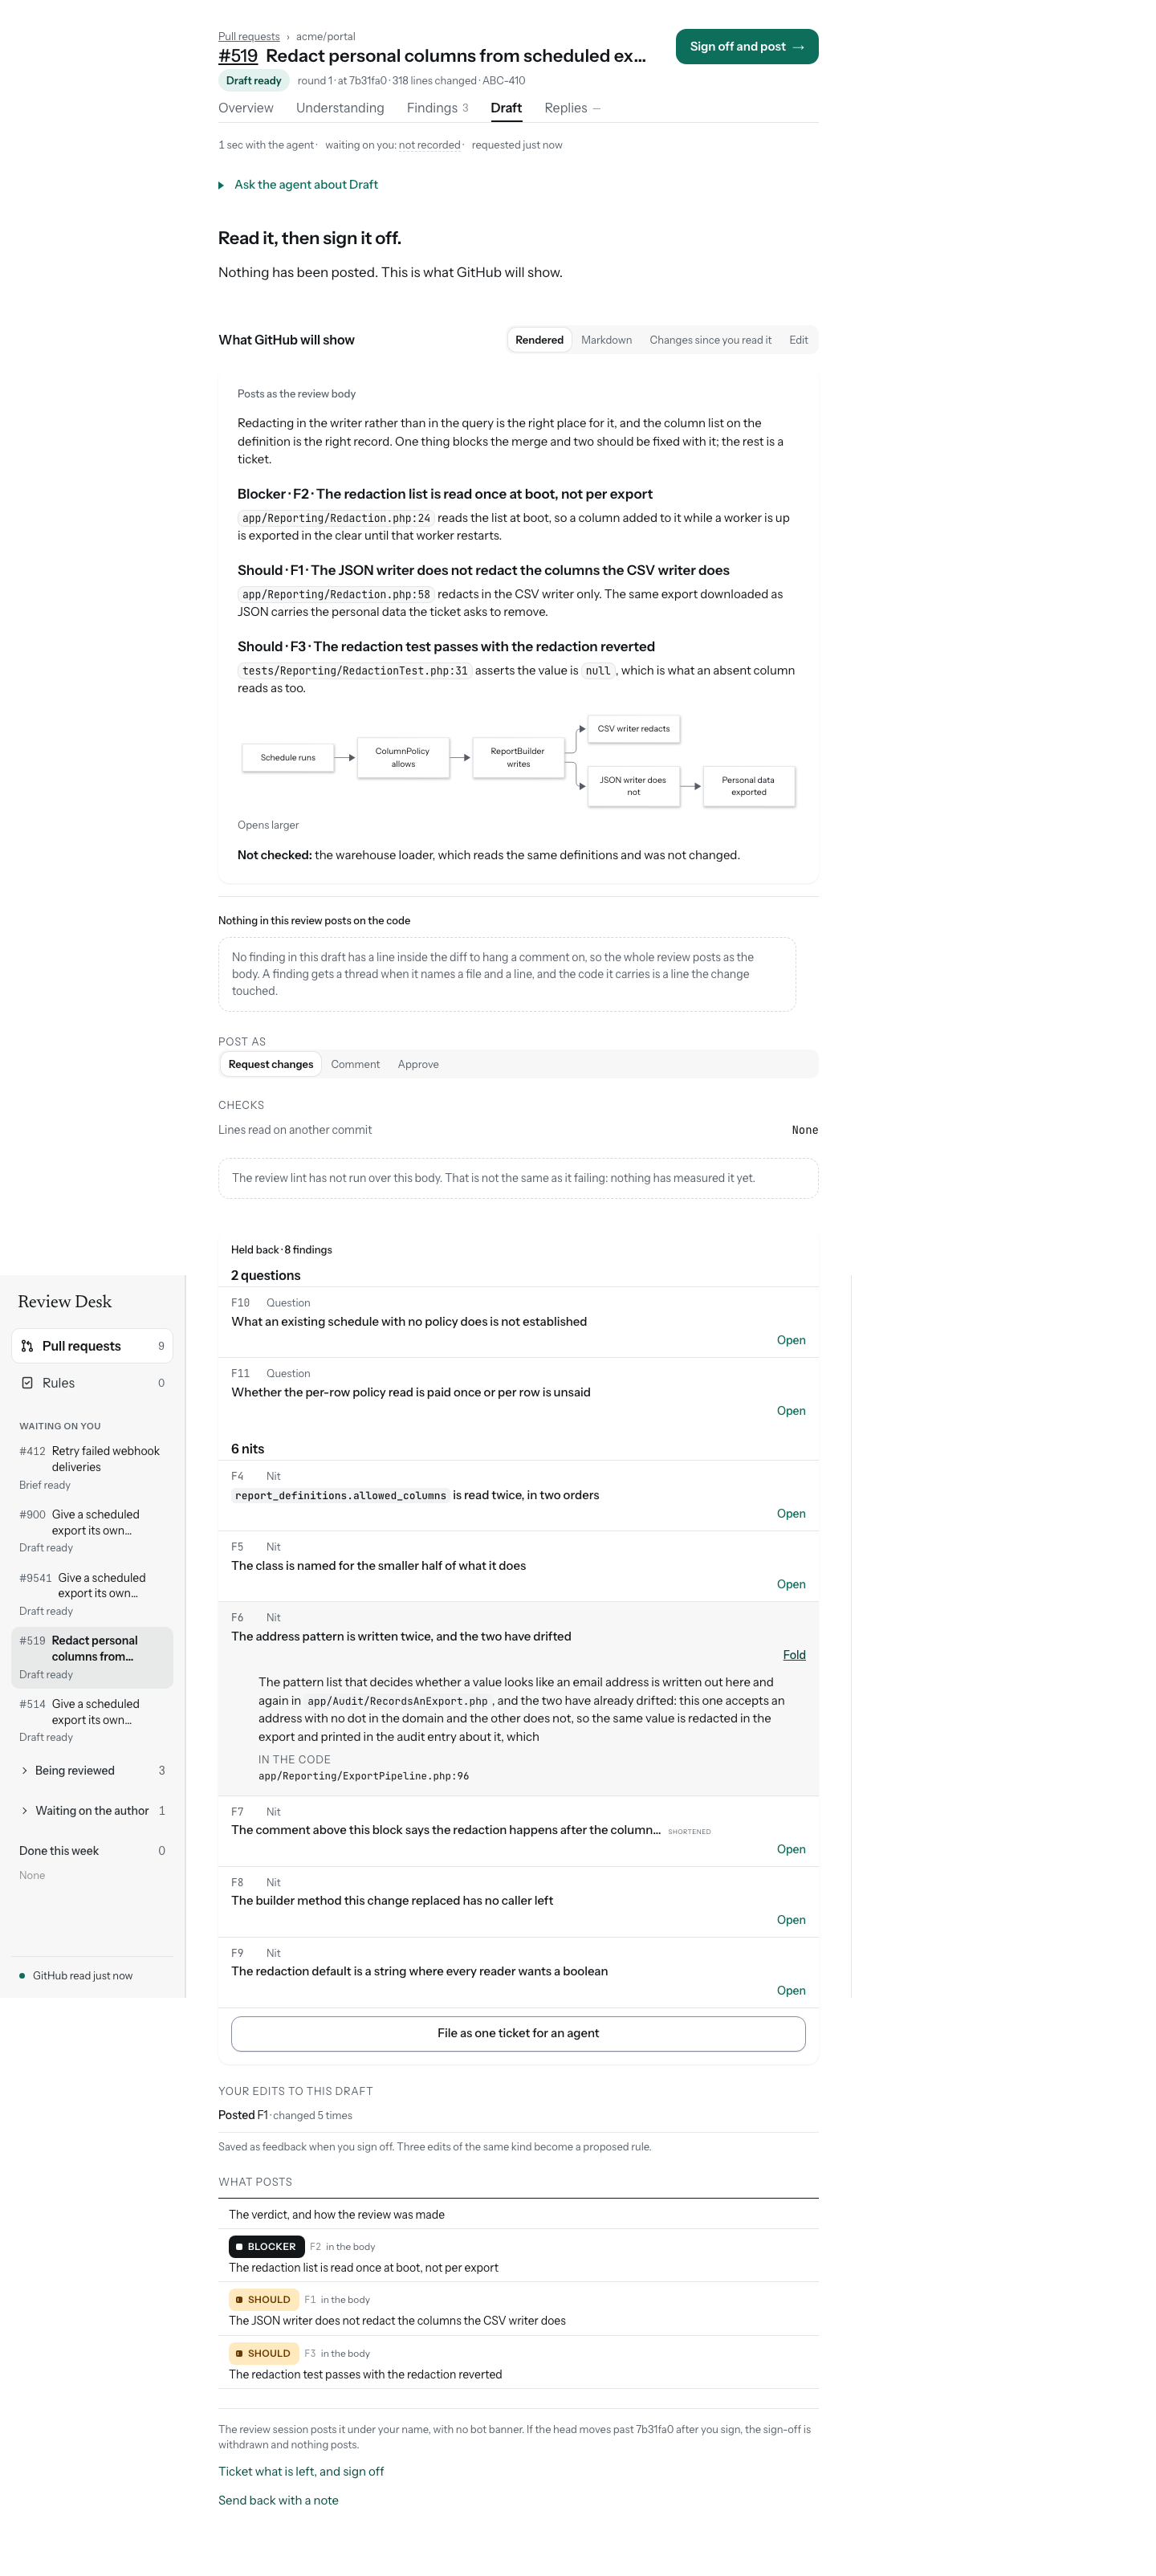 Pull requests › acme/portal
#519 Redact personal columns from scheduled ex...
Sign off and post →
Draft ready round 1 · at 7b31fa0 · 318 lines changed · ABC-410
Overview Understanding Findings 3 Draft Replies —
1 sec with the agent · waiting on you: not recorded · requested just now
Ask the agent about Draft
Read it, then sign it off.
Nothing has been posted. This is what GitHub will show.
What GitHub will show
Rendered Markdown Changes since you read it Edit
Posts as the review body
Redacting in the writer rather than in the query is the right place for it, and the column list on the
definition is the right record. One thing blocks the merge and two should be fixed with it; the rest is a
ticket.
Blocker · F2 · The redaction list is read once at boot, not per export
app/Reporting/Redaction.php:24 reads the list at boot, so a column added to it while a worker is up
is exported in the clear until that worker restarts.
Should · F1 · The JSON writer does not redact the columns the CSV writer does
app/Reporting/Redaction.php:58 redacts in the CSV writer only. The same export downloaded as
JSON carries the personal data the ticket asks to remove.
Should · F3 · The redaction test passes with the redaction reverted
tests/Reporting/RedactionTest.php:31 asserts the value is null, which is what an absent column
reads as too.
Schedule runs
ColumnPolicy
allows
ReportBuilder
writes
CSV writer redacts
JSON writer does
not
Personal data
exported
Opens larger
Not checked: the warehouse loader, which reads the same definitions and was not changed.
Nothing in this review posts on the code
No finding in this draft has a line inside the diff to hang a comment on, so the whole review posts as the
body. A finding gets a thread when it names a file and a line, and the code it carries is a line the change
touched.
POST AS
Request changes Comment Approve
CHECKS
Lines read on another commit None
The review lint has not run over this body. That is not the same as it failing: nothing has measured it yet.
Held back · 8 findings
2 questions
F10 Question
What an existing schedule with no policy does is not established
Open
F11 Question
Whether the per-row policy read is paid once or per row is unsaid
Open
6 nits
F4 Nit
report_definitions.allowed_columns is read twice, in two orders
Open
F5 Nit
The class is named for the smaller half of what it does
Open
F6 Nit
The address pattern is written twice, and the two have drifted
Fold
The pattern list that decides whether a value looks like an email address is written out here and
again in app/Audit/RecordsAnExport.php, and the two have already drifted: this one accepts an
address with no dot in the domain and the other does not, so the same value is redacted in the
export and printed in the audit entry about it, which
IN THE CODE
app/Reporting/ExportPipeline.php:96
F7 Nit
The comment above this block says the redaction happens after the column... SHORTENED
Open
F8 Nit
The builder method this change replaced has no caller left
Open
F9 Nit
The redaction default is a string where every reader wants a boolean
Open
File as one ticket for an agent
YOUR EDITS TO THIS DRAFT
Posted F1 · changed 5 times
Saved as feedback when you sign off. Three edits of the same kind become a proposed rule.
WHAT POSTS
The verdict, and how the review was made
BLOCKER F2 in the body
The redaction list is read once at boot, not per export
SHOULD F1 in the body
The JSON writer does not redact the columns the CSV writer does
SHOULD F3 in the body
The redaction test passes with the redaction reverted
The review session posts it under your name, with no bot banner. If the head moves past 7b31fa0 after you sign, the sign-off is
withdrawn and nothing posts.
Ticket what is left, and sign off
Send back with a note
Review Desk
Pull requests 9
Rules 0
WAITING ON YOU
#412 Retry failed webhook
deliveries
Brief ready
#900 Give a scheduled
export its own...
Draft ready
#9541 Give a scheduled
export its own...
Draft ready
#519 Redact personal
columns from...
Draft ready
#514 Give a scheduled
export its own...
Draft ready
Being reviewed 3
Waiting on the author 1
Done this week 0
None
GitHub read just now